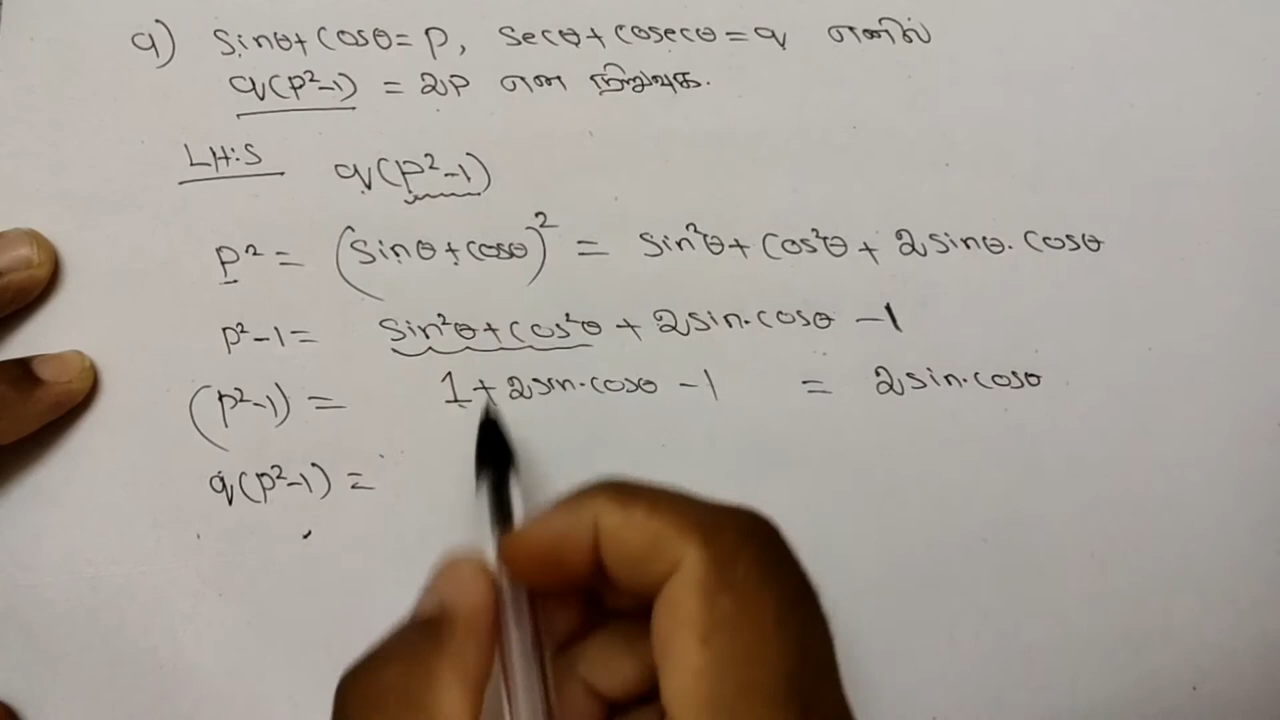 9) sinθ + cosθ = P, secθ + cosecθ = q எனில்
q(P²-1) = 2P என நிறுவுக.
LHS q(P²-1)
P² = (sinθ + cosθ)² = sin²θ + cos²θ + 2sinθ.cosθ
P²-1 = sin²θ + cos²θ + 2sin.cosθ -1
(P²-1) = 1 + 2sin.cosθ -1 = 2sin.cosθ
q(P²-1) =